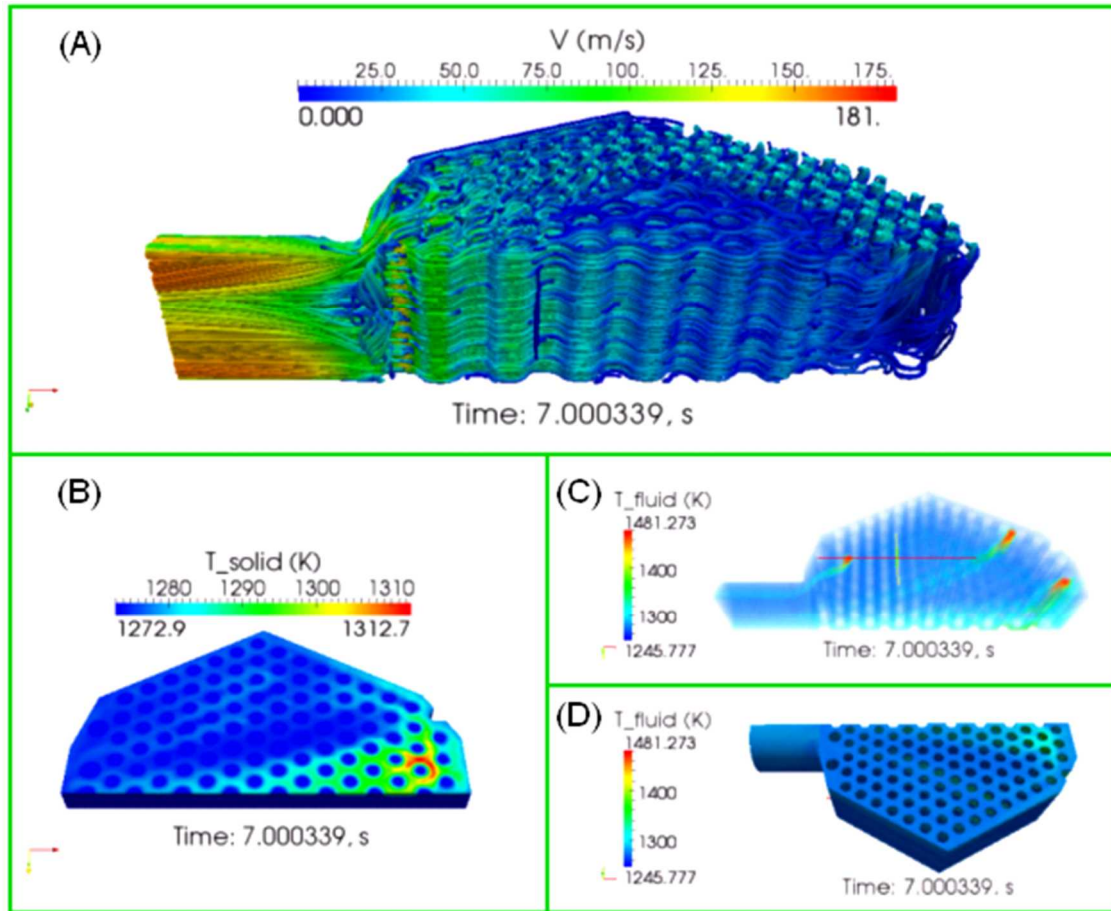 (A)
V (m/s)
25.0 50.0 75.0 100. 125. 150. 175.
0.000 181.
Time: 7.000339, s
(B)
T_solid (K)
1280 1290 1300 1310
1272.9 1312.7
Time: 7.000339, s
(C)
T_fluid (K)
1481.273
1400
1300
1245.777
Time: 7.000339, s
(D)
T_fluid (K)
1481.273
1400
1300
1245.777
Time: 7.000339. s